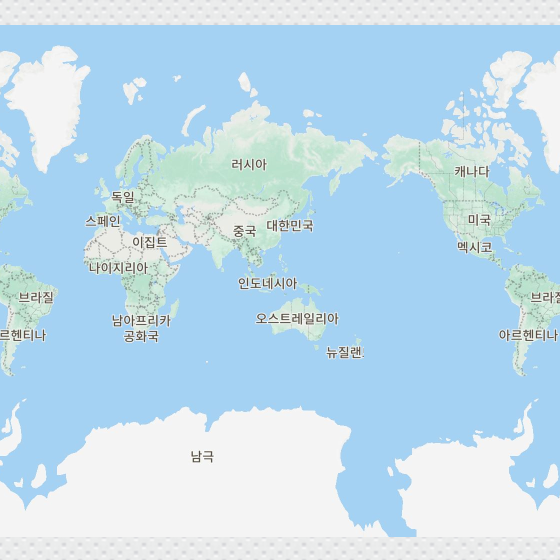 러시아
캐나다
독일
스페인
미국
대한민국
중국
이집트
멕시코
나이지리아
인도네시아
브라질
브라질
남아프리카
공화국
오스트레일리아
르헨티나
아르헨티나
뉴질랜
남극